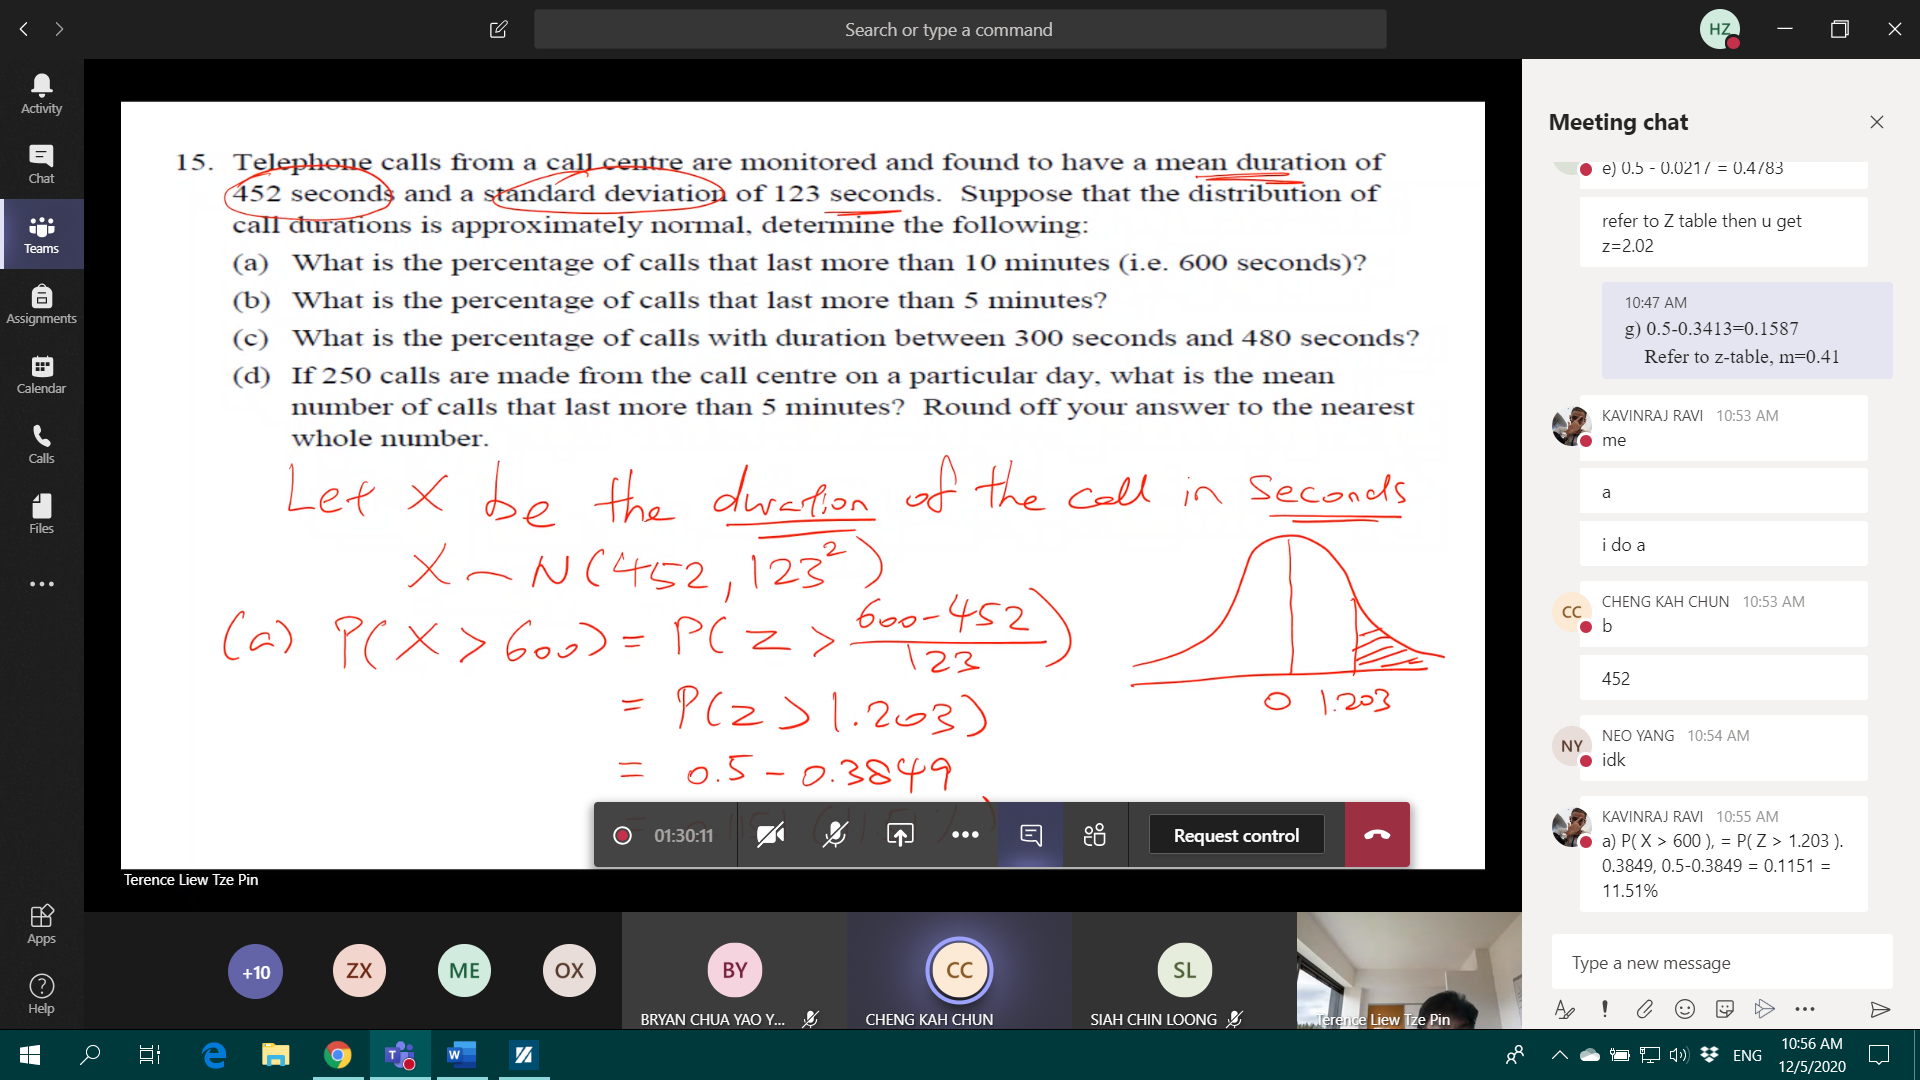 Search or type a command
HZ
Activity
Chat
Teams
Assignments
Calendar
Calls
Files
Apps
Help
15. Telephone calls from a call centre are monitored and found to have a mean duration of
452 seconds and a standard deviation of 123 seconds. Suppose that the distribution of
call durations is approximately normal, determine the following:
(a) What is the percentage of calls that last more than 10 minutes (i.e. 600 seconds)?
(b) What is the percentage of calls that last more than 5 minutes?
(c) What is the percentage of calls with duration between 300 seconds and 480 seconds?
(d) If 250 calls are made from the call centre on a particular day, what is the mean
number of calls that last more than 5 minutes? Round off your answer to the nearest
whole number.
Let X be the duration of the call in seconds
X ~ N(452, 123²)
(a) P(X > 600) = P(Z > 600-452
123)
= P(Z > 1.203)
= 0.5 - 0.3849
0 1.203
01:30:11
Request control
Terence Liew Tze Pin
+10
ZX
ME
OX
BY
BRYAN CHUA YAO Y...
CC
CHENG KAH CHUN
SL
SIAH CHIN LOONG
Terence Liew Tze Pin
Meeting chat
e) 0.5 - 0.0217 = 0.4783
refer to Z table then u get
z=2.02
10:47 AM
g) 0.5-0.3413=0.1587
Refer to z-table, m=0.41
KAVINRAJ RAVI 10:53 AM
me
a
i do a
CC
CHENG KAH CHUN 10:53 AM
b
452
NY
NEO YANG 10:54 AM
idk
KAVINRAJ RAVI 10:55 AM
a) P( X > 600 ), = P( Z > 1.203 ).
0.3849, 0.5-0.3849 = 0.1151 =
11.51%
Type a new message
ENG
10:56 AM
12/5/2020